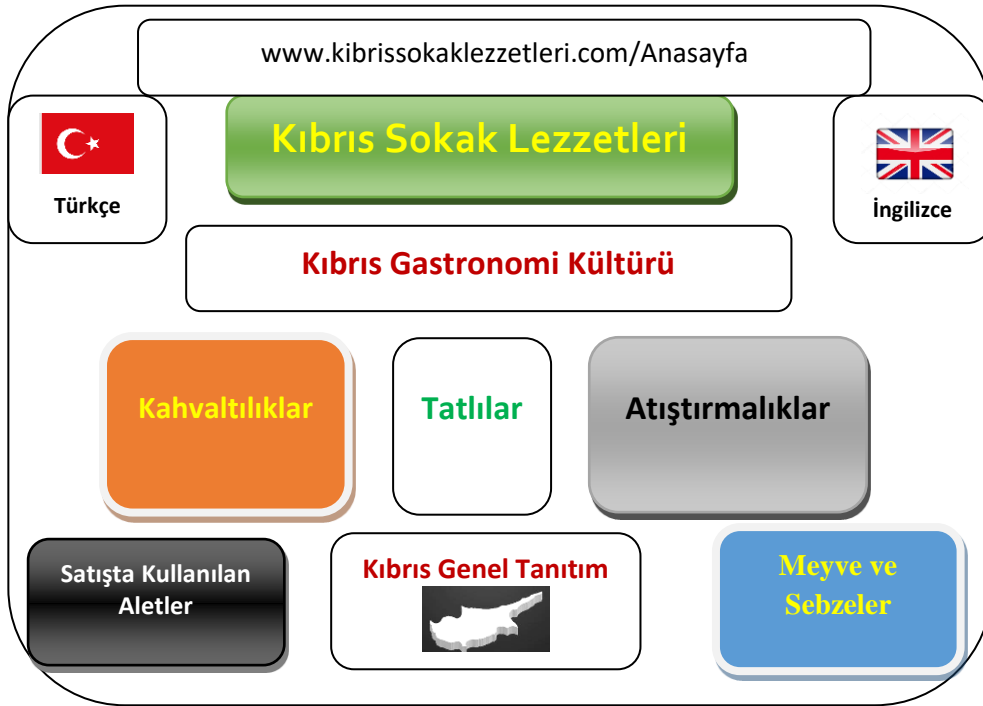 www.kibrissokaklezzetleri.com/Anasayfa
Kıbrıs Sokak Lezzetleri
Türkçe
İngilizce
Kıbrıs Gastronomi Kültürü
Kahvaltılıklar
Tatlılar
Atıştırmalıklar
Satışta Kullanılan
Aletler
Kıbrıs Genel Tanıtım
Meyve ve
Sebzeler